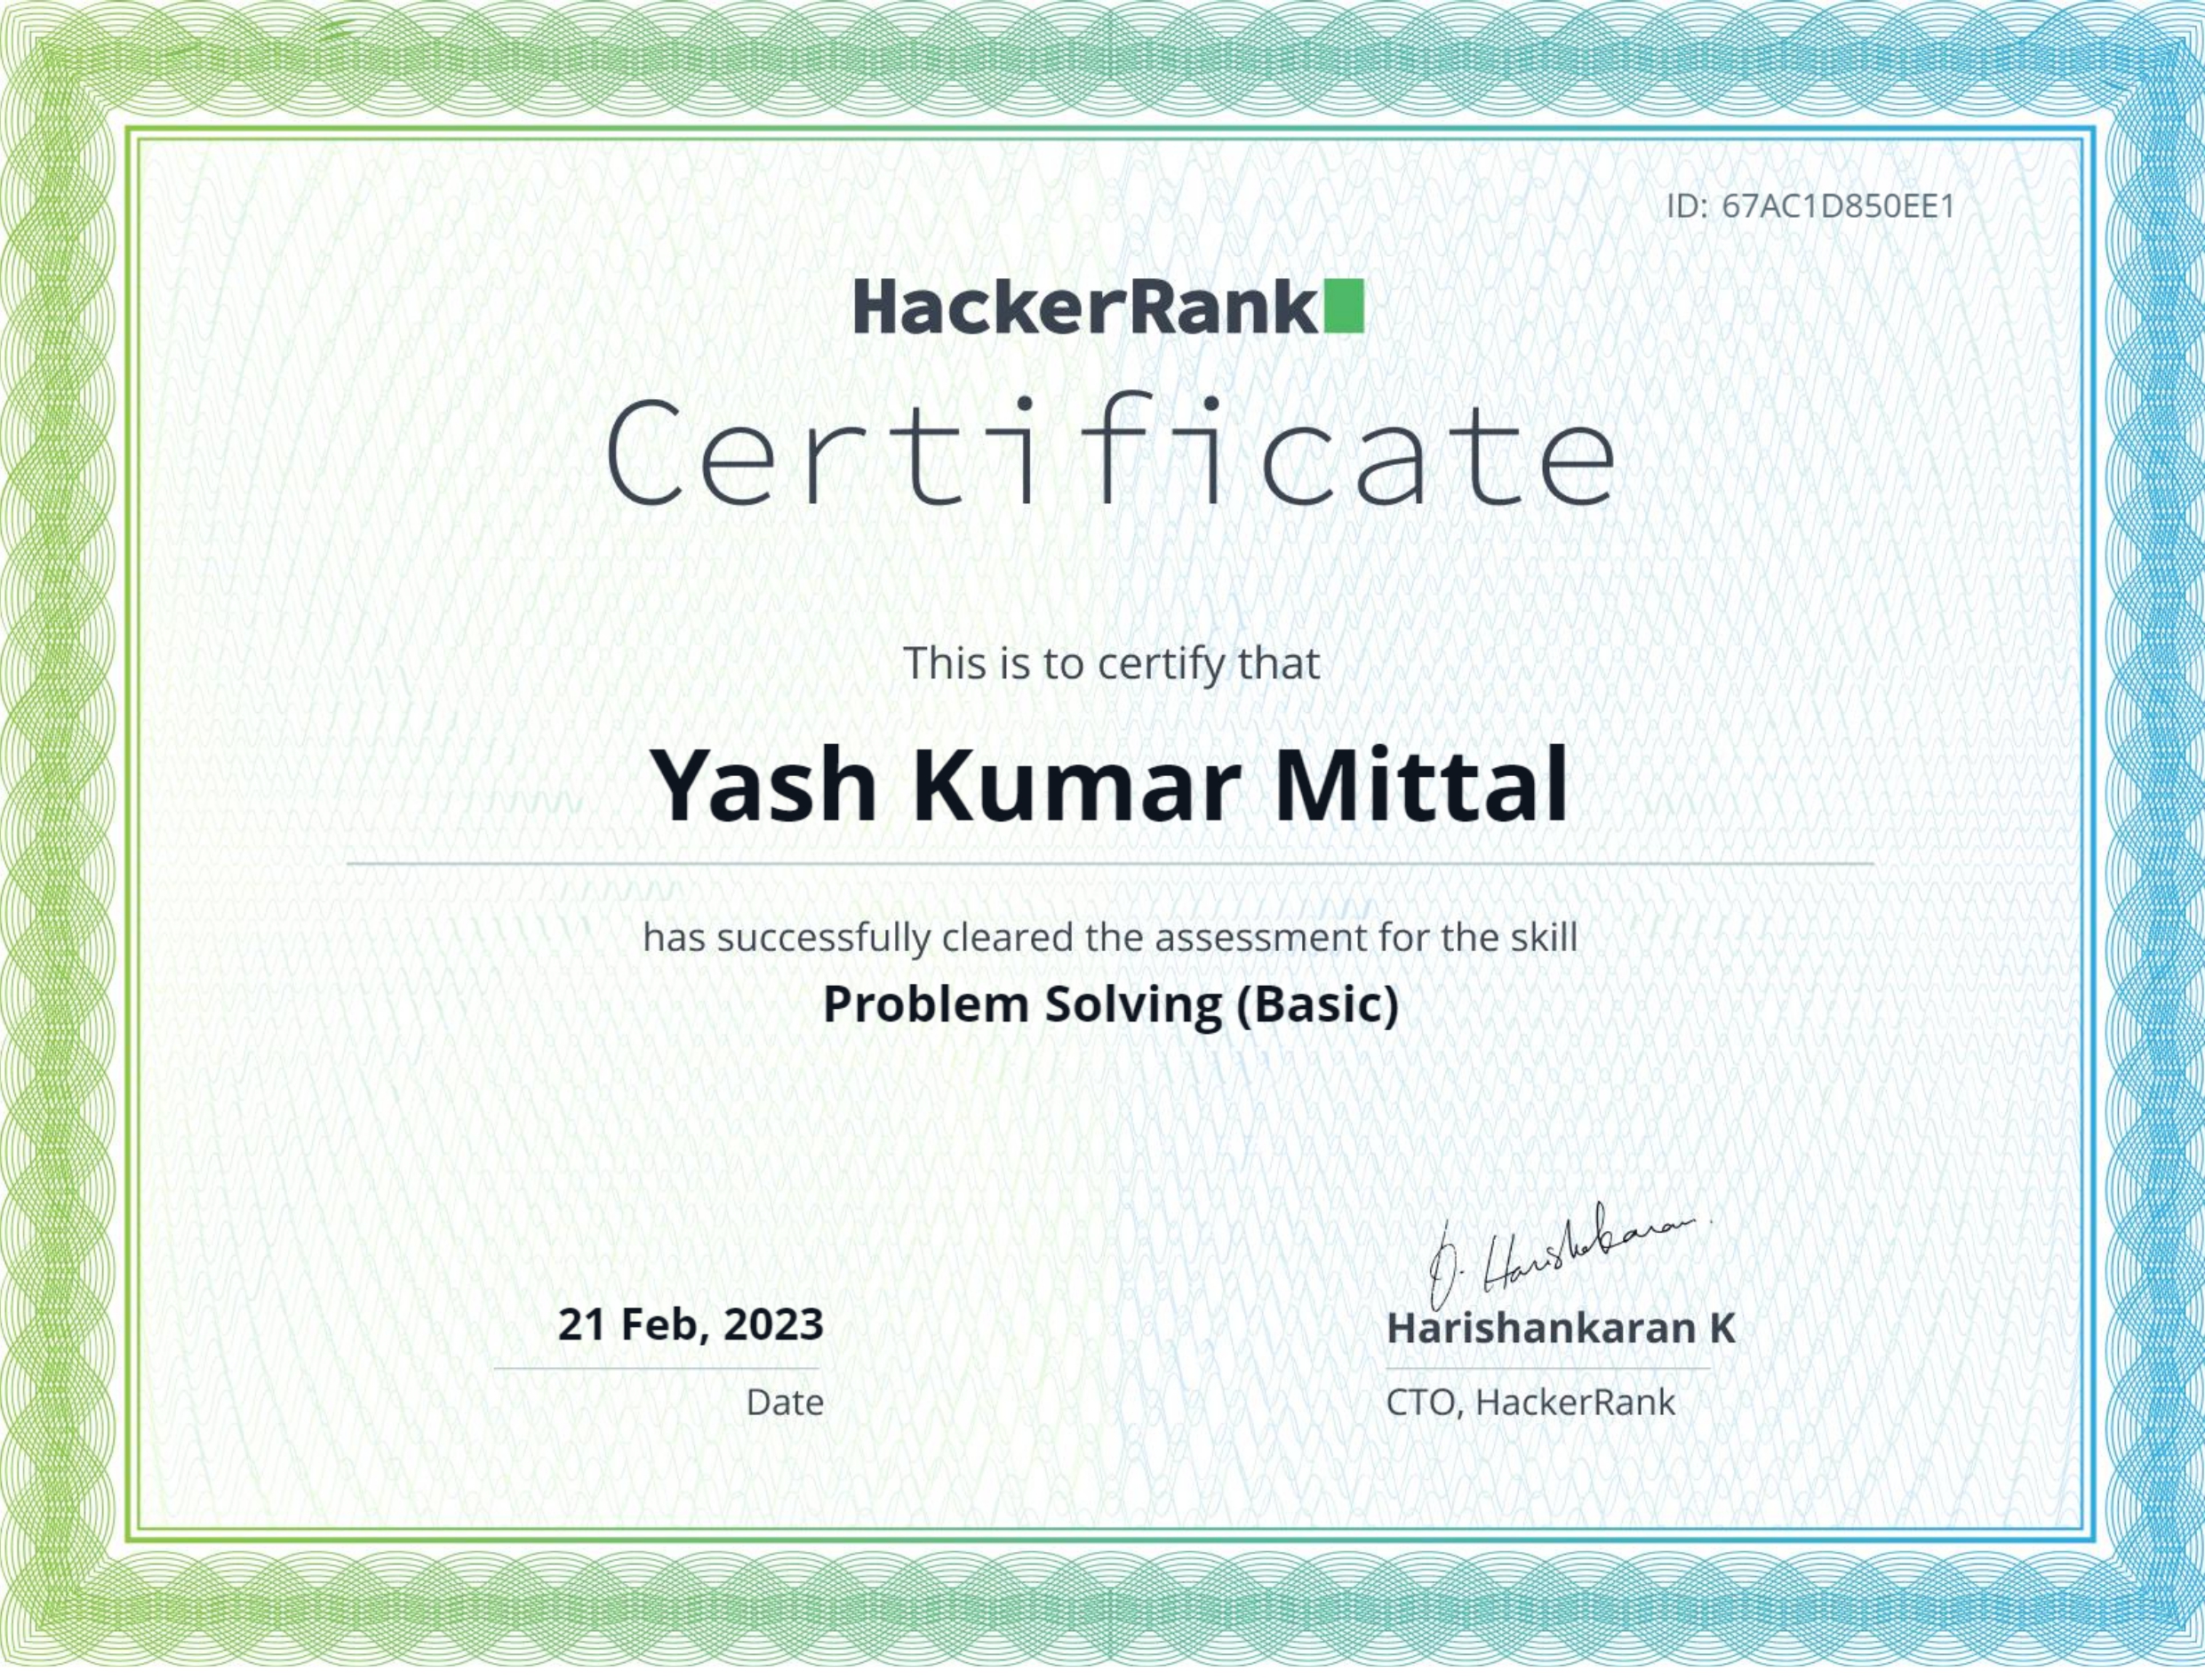 ID: 67AC1D850EE1
HackerRank
Certificate
This is to certify that
Yash Kumar Mittal
has successfully cleared the assessment for the skill
Problem Solving (Basic)
21 Feb, 2023
Date
Harishankaran K
CTO, HackerRank